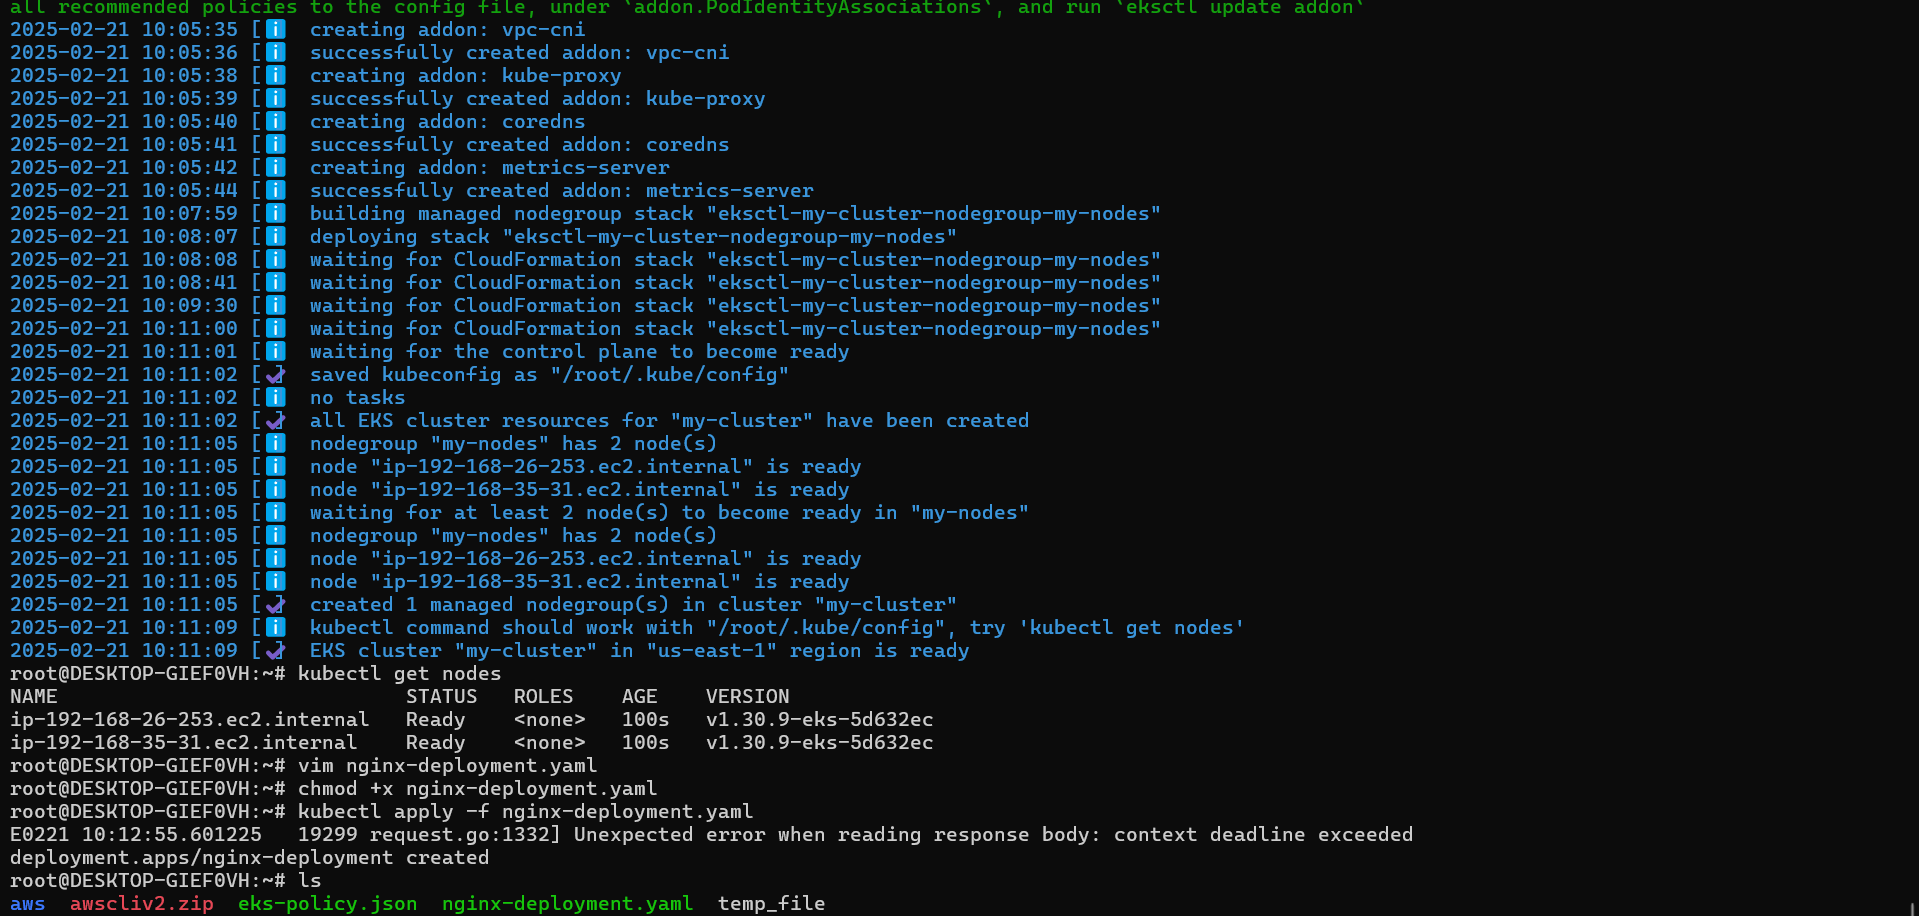 all recommended policies to the config file, under `addon.PodIdentityAssociations`, and run `eksctl update addon`
2025-02-21 10:05:35 [ℹ]  creating addon: vpc-cni
2025-02-21 10:05:36 [ℹ]  successfully created addon: vpc-cni
2025-02-21 10:05:38 [ℹ]  creating addon: kube-proxy
2025-02-21 10:05:39 [ℹ]  successfully created addon: kube-proxy
2025-02-21 10:05:40 [ℹ]  creating addon: coredns
2025-02-21 10:05:41 [ℹ]  successfully created addon: coredns
2025-02-21 10:05:42 [ℹ]  creating addon: metrics-server
2025-02-21 10:05:44 [ℹ]  successfully created addon: metrics-server
2025-02-21 10:07:59 [ℹ]  building managed nodegroup stack "eksctl-my-cluster-nodegroup-my-nodes"
2025-02-21 10:08:07 [ℹ]  deploying stack "eksctl-my-cluster-nodegroup-my-nodes"
2025-02-21 10:08:08 [ℹ]  waiting for CloudFormation stack "eksctl-my-cluster-nodegroup-my-nodes"
2025-02-21 10:08:41 [ℹ]  waiting for CloudFormation stack "eksctl-my-cluster-nodegroup-my-nodes"
2025-02-21 10:09:30 [ℹ]  waiting for CloudFormation stack "eksctl-my-cluster-nodegroup-my-nodes"
2025-02-21 10:11:00 [ℹ]  waiting for CloudFormation stack "eksctl-my-cluster-nodegroup-my-nodes"
2025-02-21 10:11:01 [ℹ]  waiting for the control plane to become ready
2025-02-21 10:11:02 [✔]  saved kubeconfig as "/root/.kube/config"
2025-02-21 10:11:02 [ℹ]  no tasks
2025-02-21 10:11:02 [✔]  all EKS cluster resources for "my-cluster" have been created
2025-02-21 10:11:05 [ℹ]  nodegroup "my-nodes" has 2 node(s)
2025-02-21 10:11:05 [ℹ]  node "ip-192-168-26-253.ec2.internal" is ready
2025-02-21 10:11:05 [ℹ]  node "ip-192-168-35-31.ec2.internal" is ready
2025-02-21 10:11:05 [ℹ]  waiting for at least 2 node(s) to become ready in "my-nodes"
2025-02-21 10:11:05 [ℹ]  nodegroup "my-nodes" has 2 node(s)
2025-02-21 10:11:05 [ℹ]  node "ip-192-168-26-253.ec2.internal" is ready
2025-02-21 10:11:05 [ℹ]  node "ip-192-168-35-31.ec2.internal" is ready
2025-02-21 10:11:05 [✔]  created 1 managed nodegroup(s) in cluster "my-cluster"
2025-02-21 10:11:09 [ℹ]  kubectl command should work with "/root/.kube/config", try 'kubectl get nodes'
2025-02-21 10:11:09 [✔]  EKS cluster "my-cluster" in "us-east-1" region is ready
root@DESKTOP-GIEF0VH:~# kubectl get nodes
NAME                             STATUS   ROLES    AGE    VERSION
ip-192-168-26-253.ec2.internal   Ready    <none>   100s   v1.30.9-eks-5d632ec
ip-192-168-35-31.ec2.internal    Ready    <none>   100s   v1.30.9-eks-5d632ec
root@DESKTOP-GIEF0VH:~# vim nginx-deployment.yaml
root@DESKTOP-GIEF0VH:~# chmod +x nginx-deployment.yaml
root@DESKTOP-GIEF0VH:~# kubectl apply -f nginx-deployment.yaml
E0221 10:12:55.601225   19299 request.go:1332] Unexpected error when reading response body: context deadline exceeded
deployment.apps/nginx-deployment created
root@DESKTOP-GIEF0VH:~# ls
aws  awscliv2.zip  eks-policy.json  nginx-deployment.yaml  temp_file